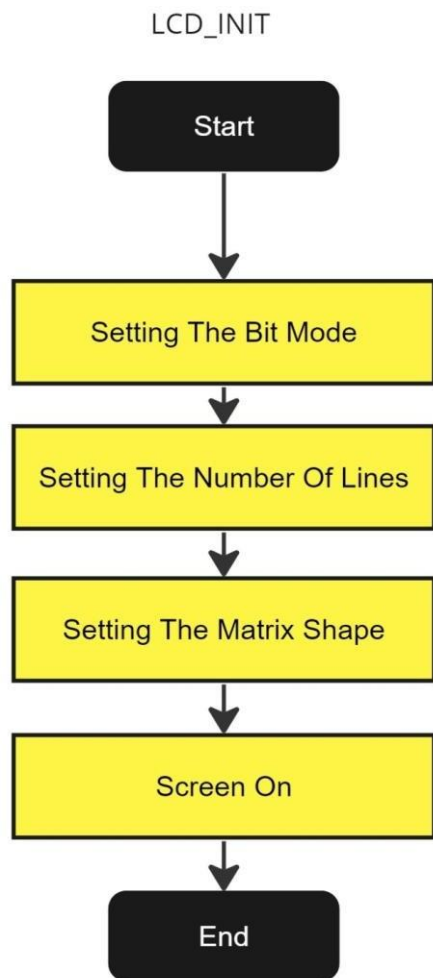 LCD_INIT
Start
Setting The Bit Mode
Setting The Number Of Lines
Setting The Matrix Shape
Screen On
End